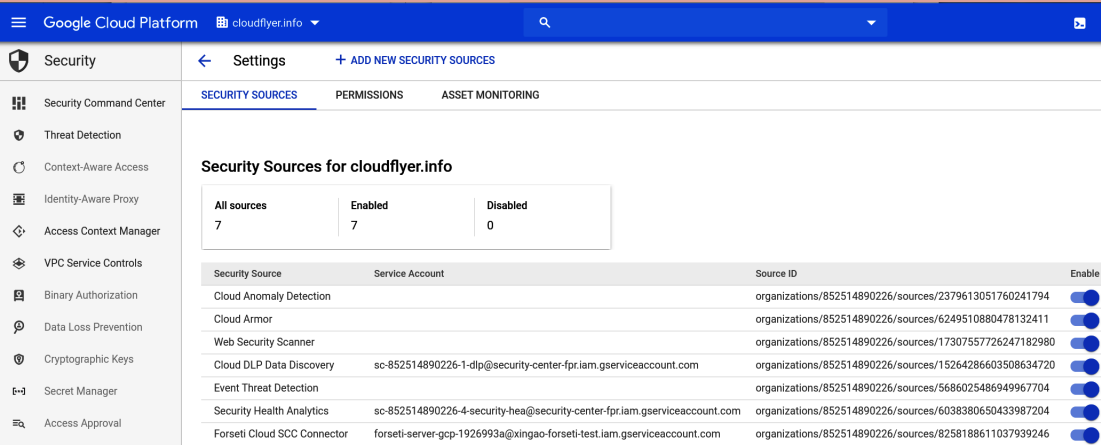 Google Cloud Platform cloudflyer.info
Security
Settings
+ ADD NEW SECURITY SOURCES
SECURITY SOURCES
PERMISSIONS
ASSET MONITORING
Security Command Center
Threat Detection
Context-Aware Access
Identity-Aware Proxy
Access Context Manager
VPC Service Controls
Binary Authorization
Data Loss Prevention
Cryptographic Keys
Secret Manager
Access Approval
Security Sources for cloudflyer.info
All sources Enabled Disabled
7 7 0
Security Source Service Account Source ID Enable
Cloud Anomaly Detection organizations/852514890226/sources/2379613051760241794
Cloud Armor organizations/852514890226/sources/6249510880478132411
Web Security Scanner organizations/852514890226/sources/17307557726247182980
Cloud DLP Data Discovery sc-852514890226-1-dlp@security-center-fpr.iam.gserviceaccount.com organizations/852514890226/sources/15264286603508634720
Event Threat Detection organizations/852514890226/sources/5686025486949967704
Security Health Analytics sc-852514890226-4-security-hea@security-center-fpr.iam.gserviceaccount.com organizations/852514890226/sources/6038380650433987204
Forseti Cloud SCC Connector forseti-server-gcp-1926993a@xingao-forseti-test.iam.gserviceaccount.com organizations/852514890226/sources/8258188611037939246